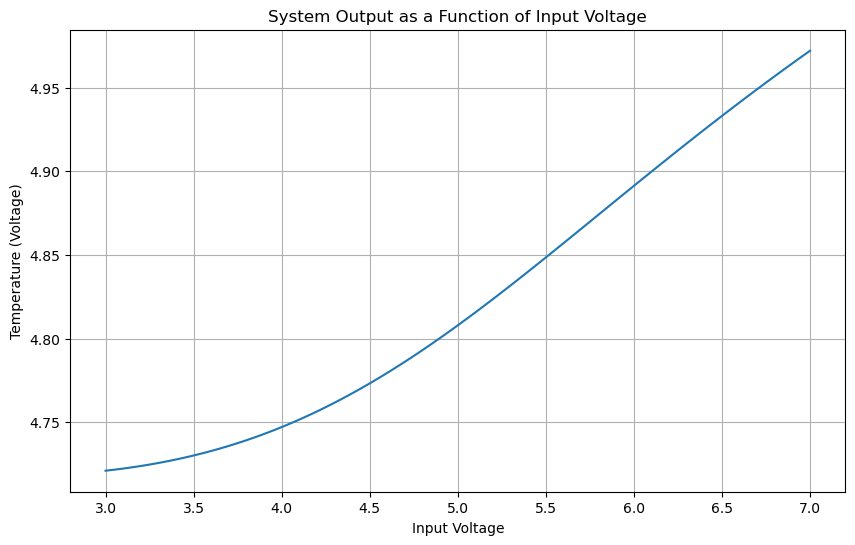 System Output as a Function of Input Voltage
Temperature (Voltage)
4.95
4.90
4.85
4.80
4.75
3.0 3.5 4.0 4.5 5.0 5.5 6.0 6.5 7.0
Input Voltage